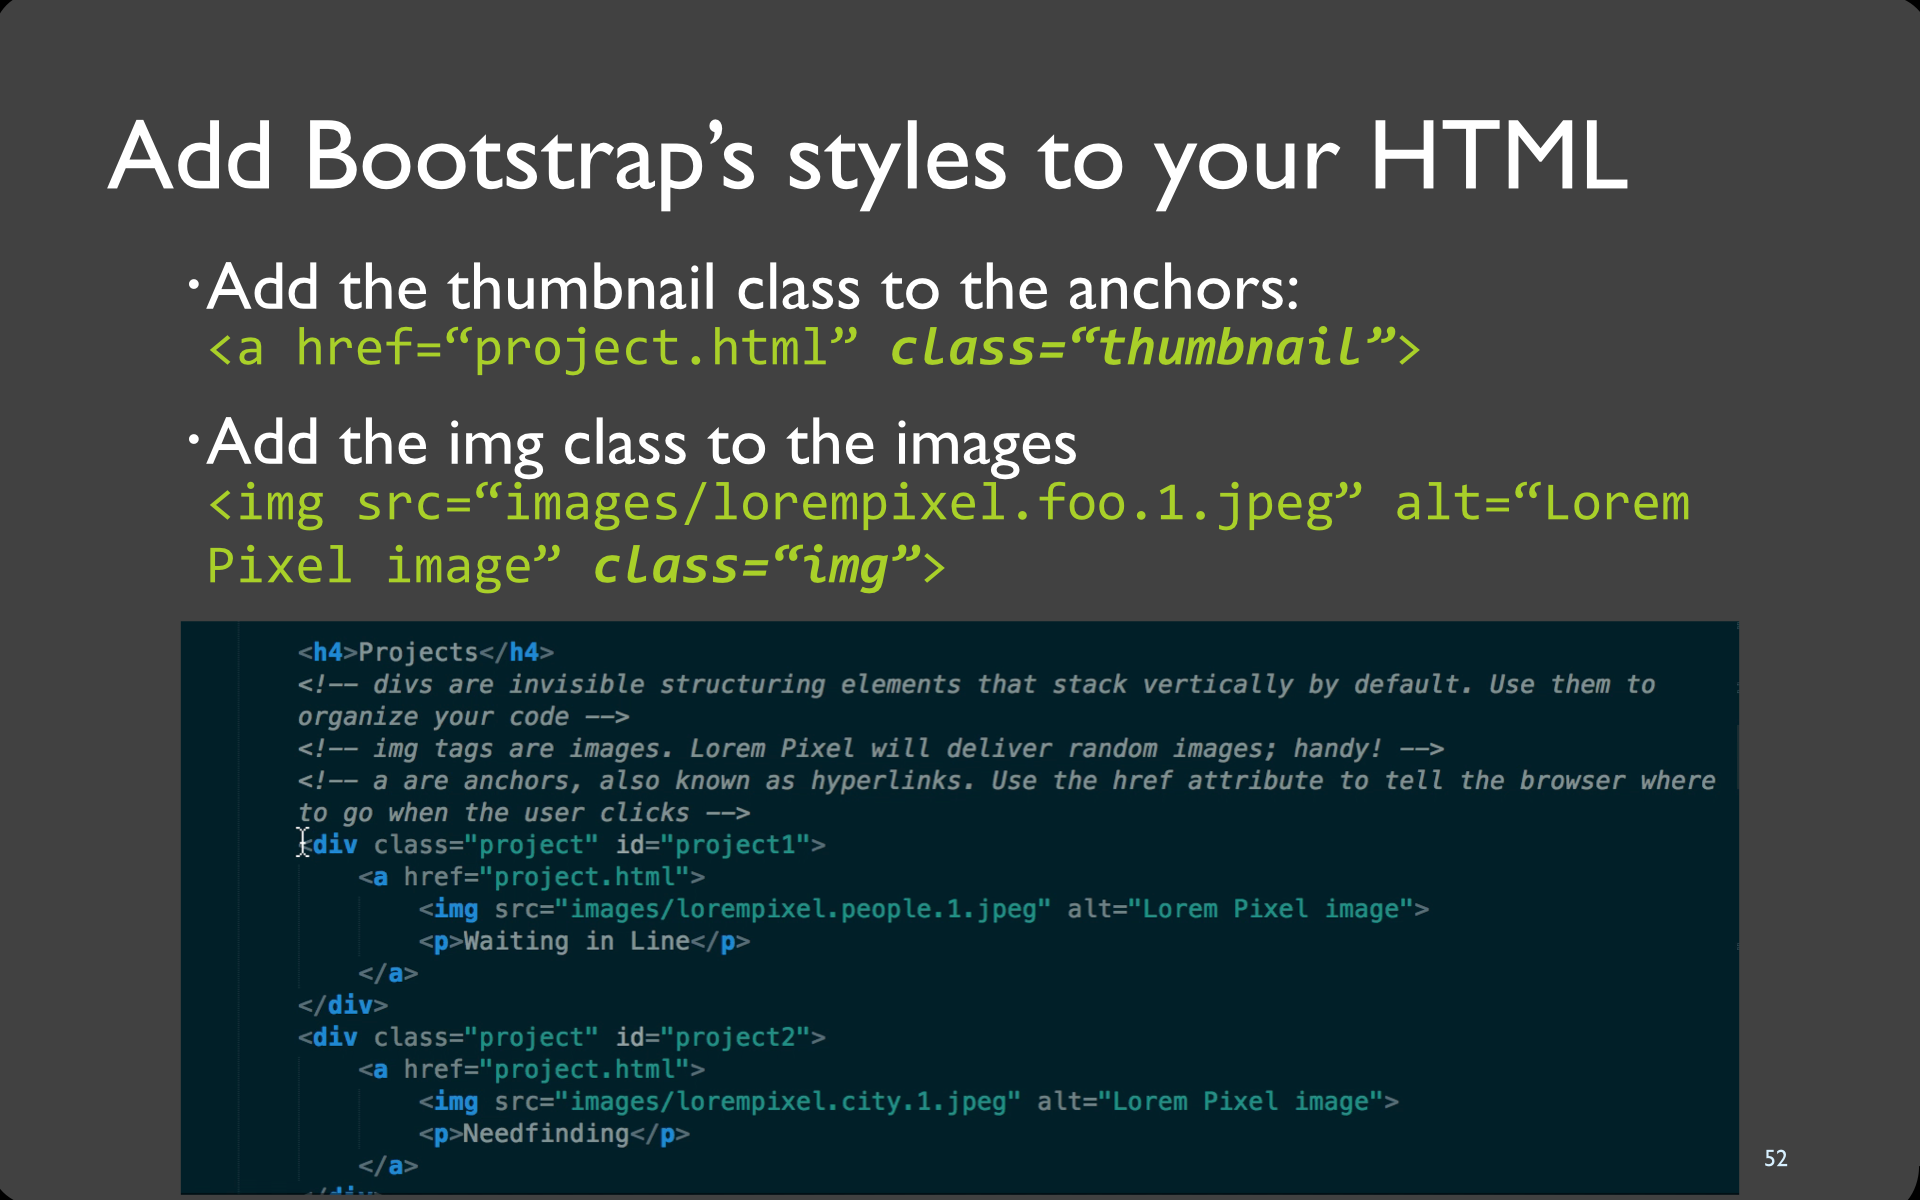 Add Bootstrap’s styles to your HTML
•Add the thumbnail class to the anchors:
<a href=“project.html” class=“thumbnail”>
•Add the img class to the images
<img src=“images/lorempixel.foo.1.jpeg” alt=“Lorem
Pixel image” class=“img”>
<h4>Projects</h4>
<!-- divs are invisible structuring elements that stack vertically by default. Use them to
organize your code -->
<!-- img tags are images. Lorem Pixel will deliver random images; handy! -->
<!-- a are anchors, also known as hyperlinks. Use the href attribute to tell the browser where
to go when the user clicks -->
<div class="project" id="project1">
<a href="project.html">
<img src="images/lorempixel.people.1.jpeg" alt="Lorem Pixel image">
<p>Waiting in Line</p>
</a>
</div>
<div class="project" id="project2">
<a href="project.html">
<img src="images/lorempixel.city.1.jpeg" alt="Lorem Pixel image">
<p>Needfinding</p>
</a>
</div>
52